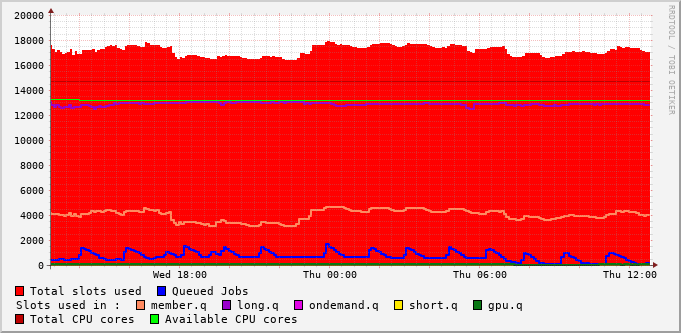 RRDTOOL / TOBI OETIKER
20000
18000
16000
14000
12000
10000
8000
6000
4000
2000
0
Wed 18:00 Thu 00:00 Thu 06:00 Thu 12:00
Total slots used Queued Jobs
Slots used in : member.q long.q ondemand.q short.q gpu.q
Total CPU cores Available CPU cores